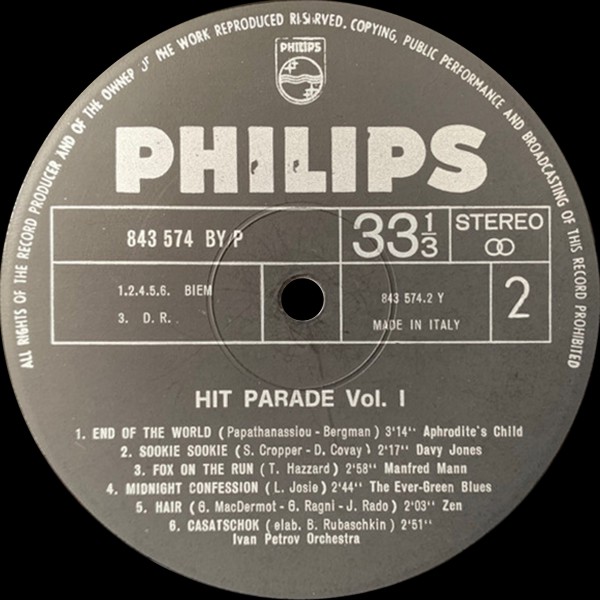 ALL RIGHTS OF THE RECORD PRODUCER AND OF THE OWNER OF THE WORK REPRODUCED RESERVED. COPYING, PUBLIC PERFORMANCE AND BROADCASTING OF THIS RECORD PROHIBITED
PHILIPS
PHILIPS
843 574 BY P
33 1/3
STEREO
1.2.4.5.6. BIEM
3. D. R.
843 574.2 Y
MADE IN ITALY
2
HIT PARADE Vol. I
1. END OF THE WORLD (Papathanassiou - Bergman) 3'14'' Aphrodite's Child
2. SOOKIE SOOKIE (S. Cropper - D. Covay) 2'17'' Davy Jones
3. FOX ON THE RUN (T. Hazzard) 2'58'' Manfred Mann
4. MIDNIGHT CONFESSION (L. Josie) 2'44'' The Ever-Green Blues
5. HAIR (G. MacDermot - G. Ragni - J. Rado) 2'03'' Zen
6. CASATSCHOK (elab. B. Rubaschkin) 2'51''
Ivan Petrov Orchestra